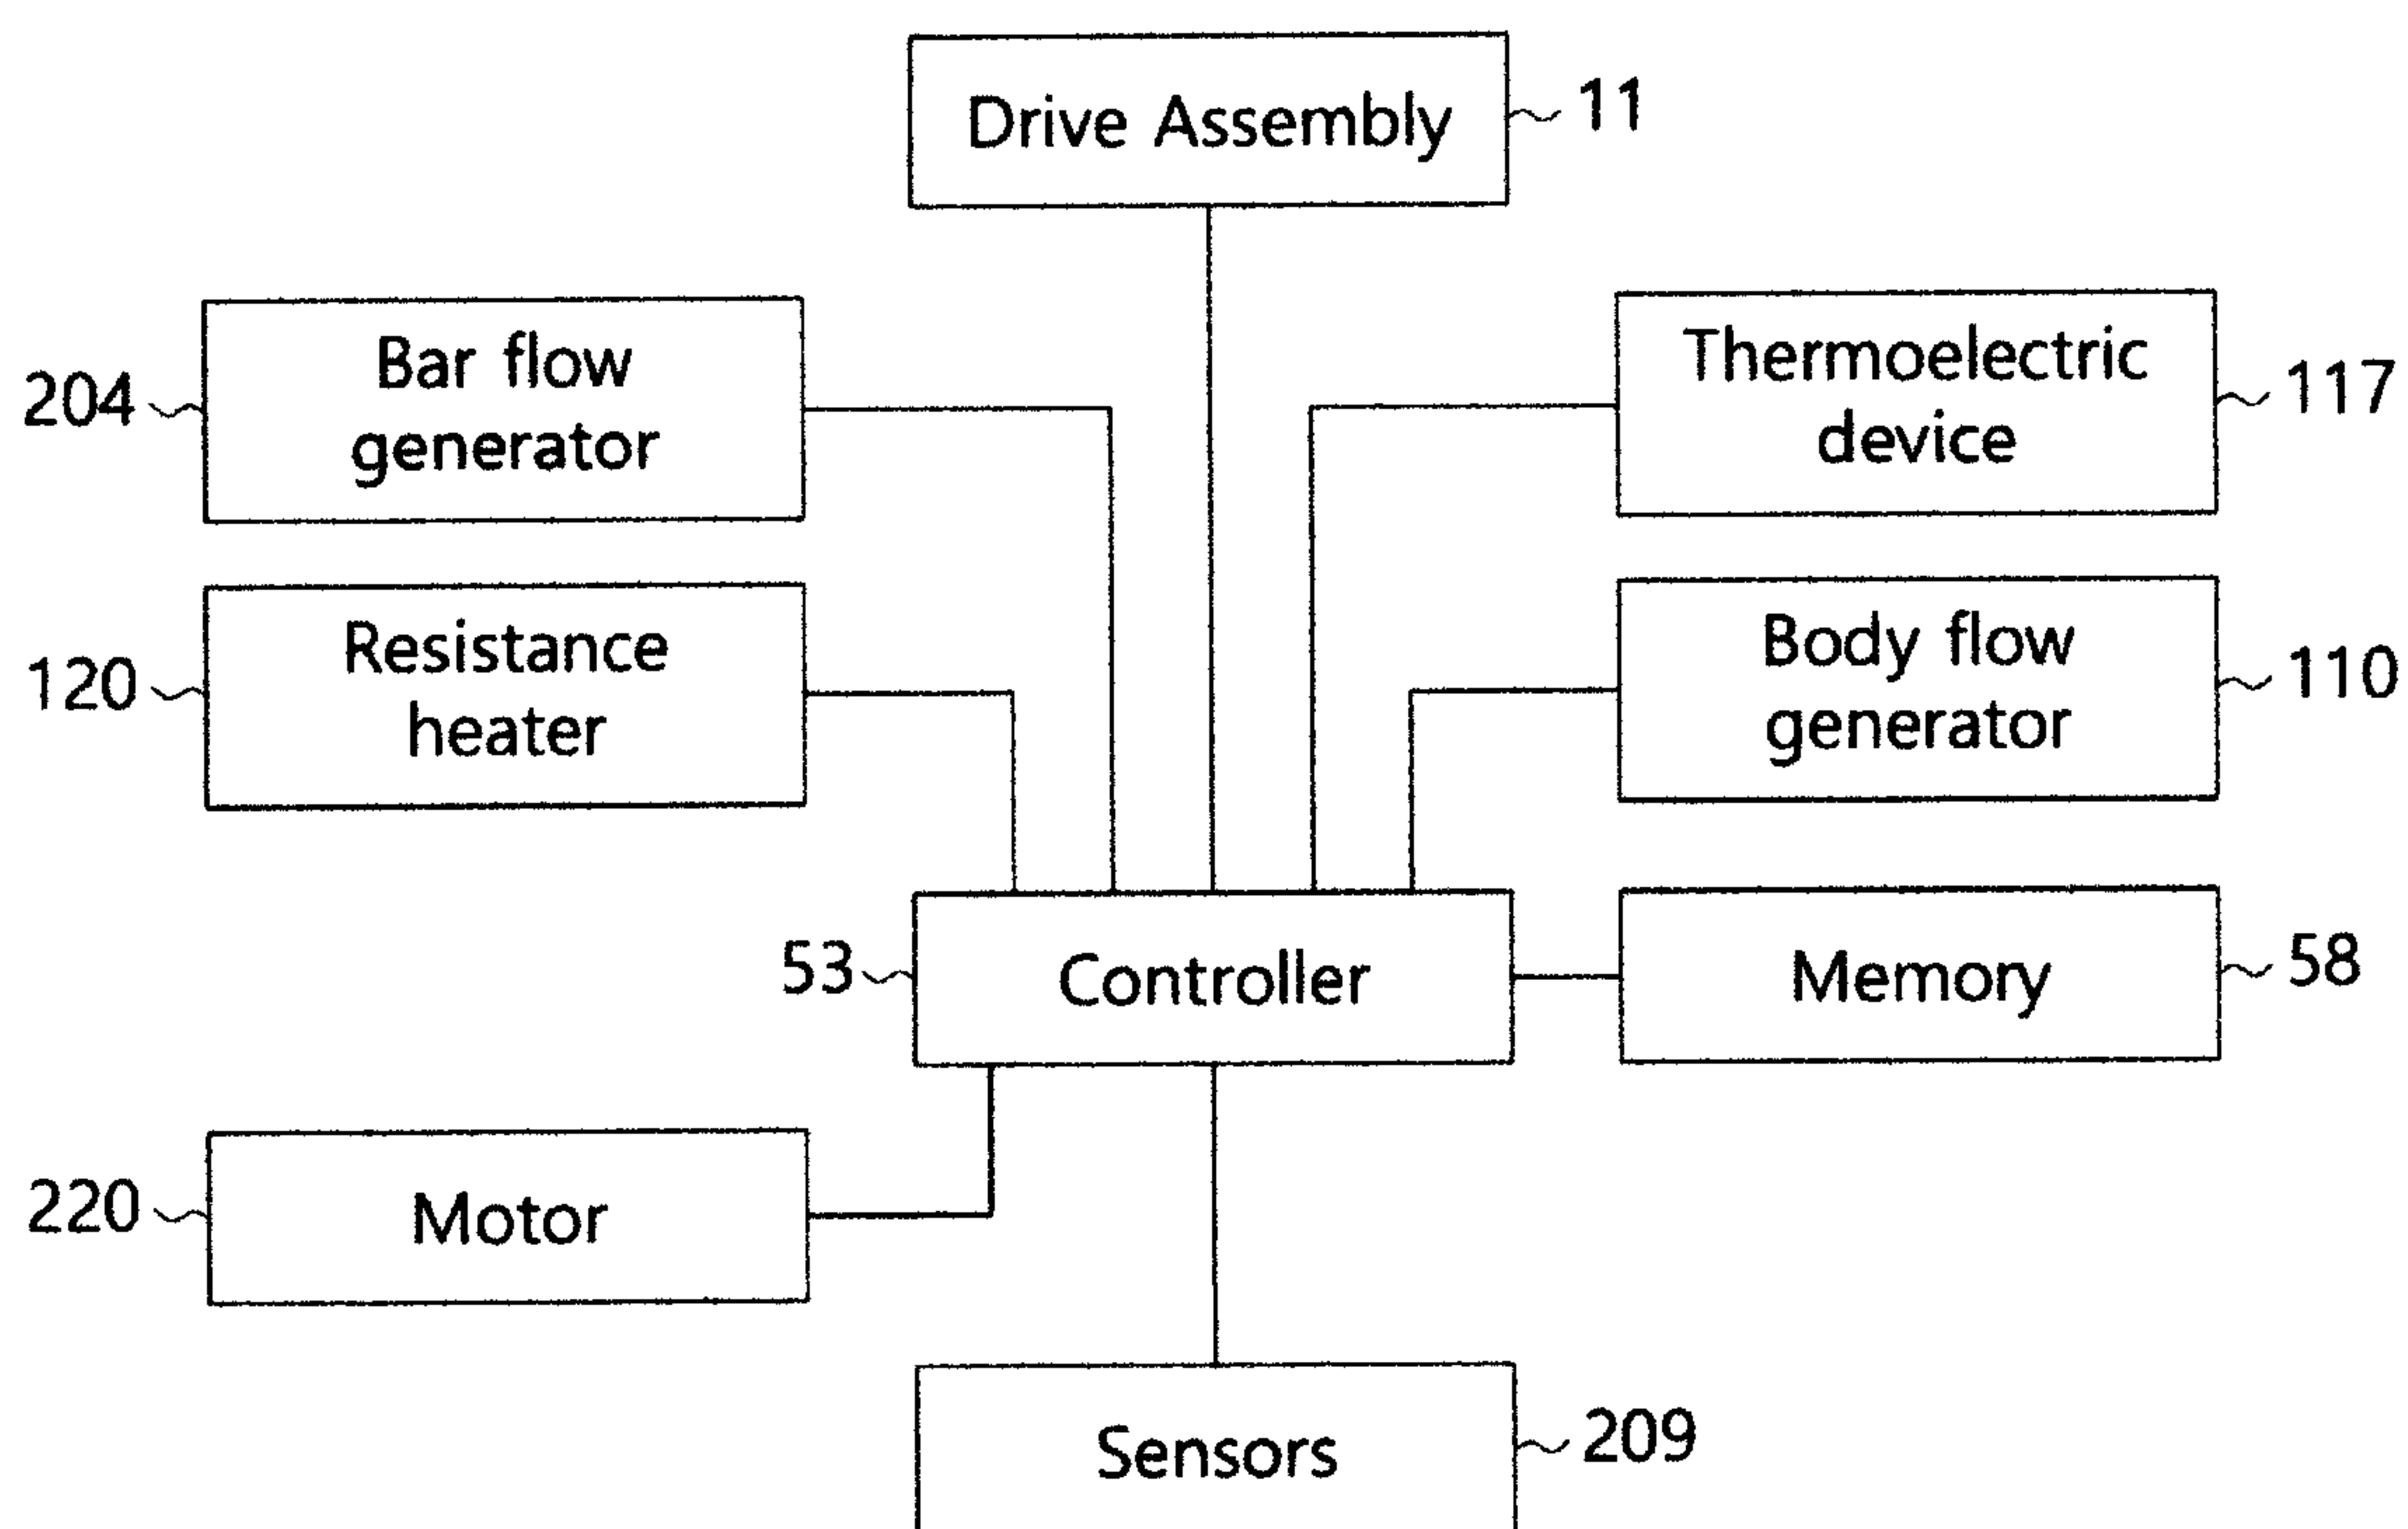 Drive Assembly
11
Bar flow
generator
204
Thermoelectric
device
117
Resistance
heater
120
Body flow
generator
110
53
Controller
Memory
58
220
Motor
Sensors
209